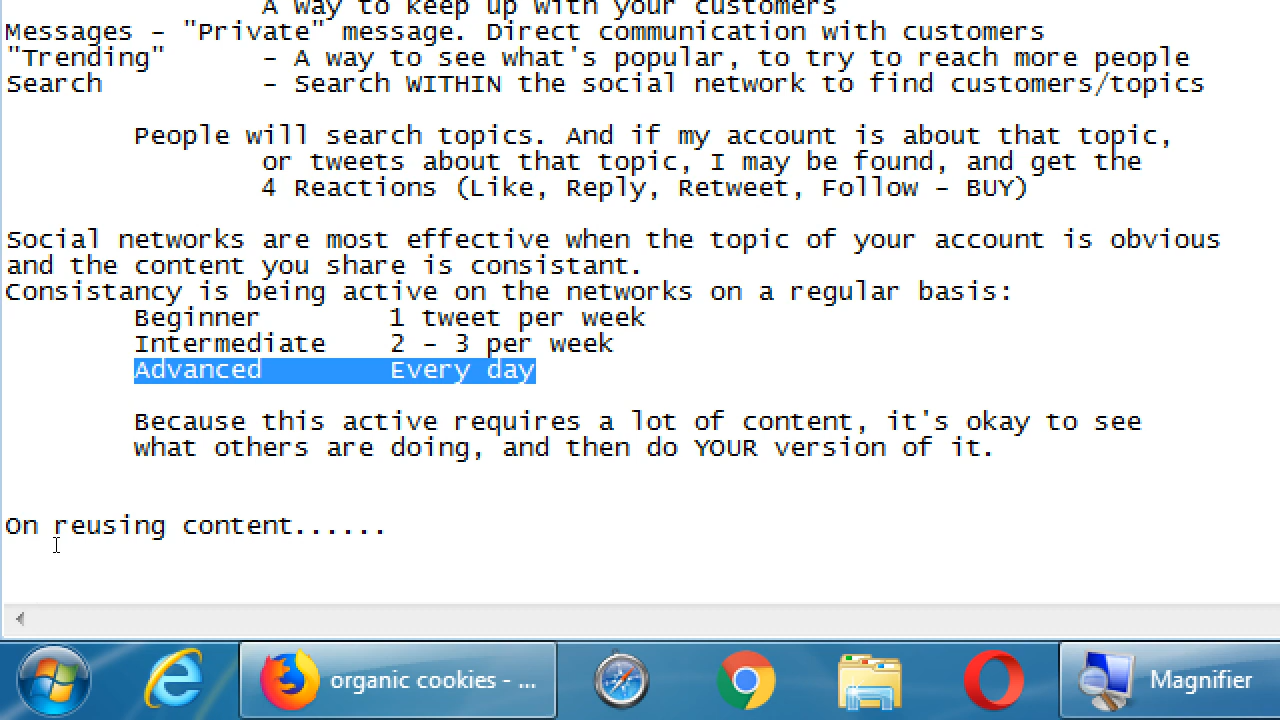 A way to keep up with your customers
Messages - "Private" message. Direct communication with customers
"Trending" - A way to see what's popular, to try to reach more people
Search - Search WITHIN the social network to find customers/topics
People will search topics. And if my account is about that topic,
or tweets about that topic, I may be found, and get the
4 Reactions (Like, Reply, Retweet, Follow - BUY)
Social networks are most effective when the topic of your account is obvious
and the content you share is consistant.
Consistancy is being active on the networks on a regular basis:
Beginner 1 tweet per week
Intermediate 2 - 3 per week
Advanced Every day
Because this active requires a lot of content, it's okay to see
what others are doing, and then do YOUR version of it.
On reusing content......
organic cookies - ...
Magnifier